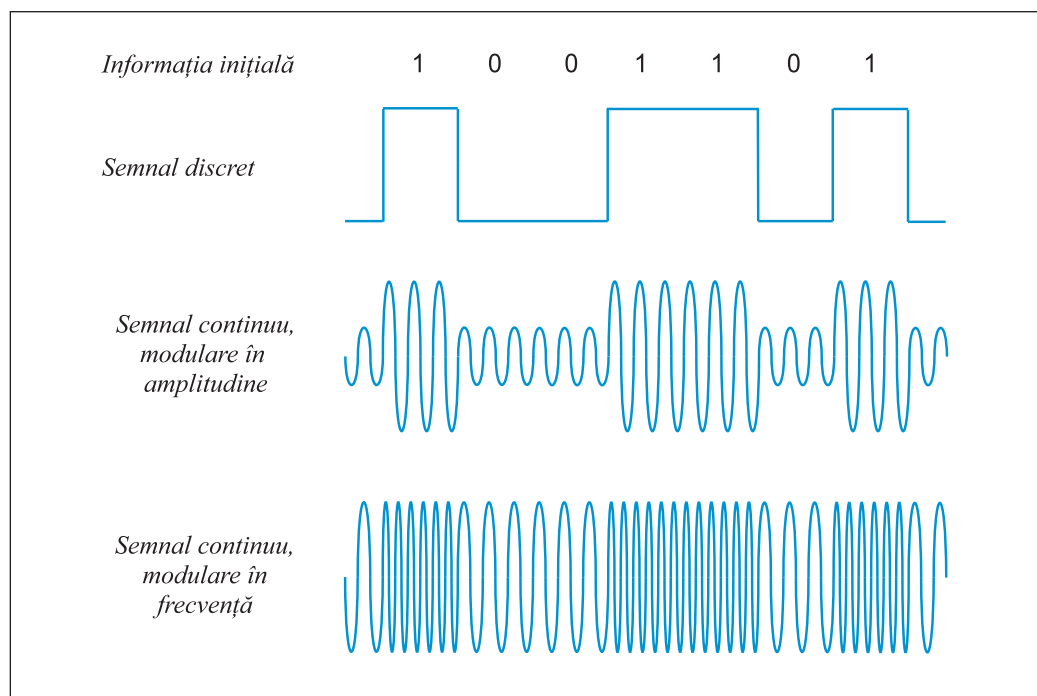 Informația inițială 1 0 0 1 1 0 1
Semnal discret
Semnal continuu,
modulare în
amplitudine
Semnal continuu,
modulare în
frecvență